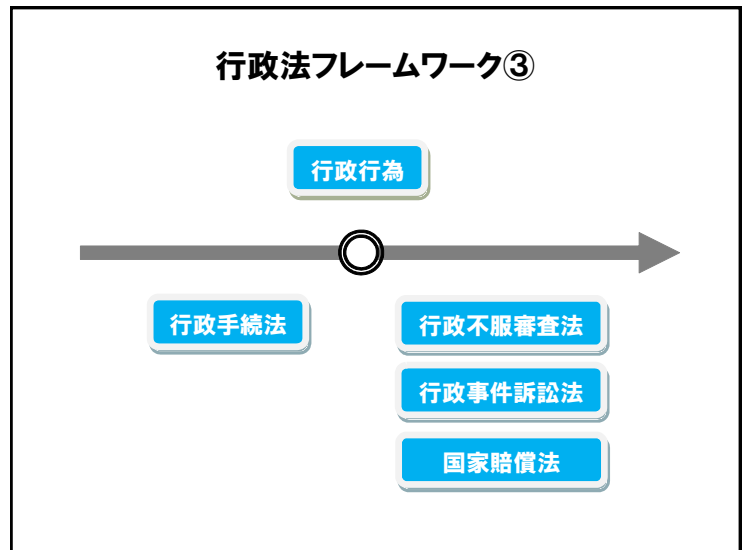 行政法フレームワーク③
行政行為
行政手続法
行政不服審査法
行政事件訴訟法
国家賠償法